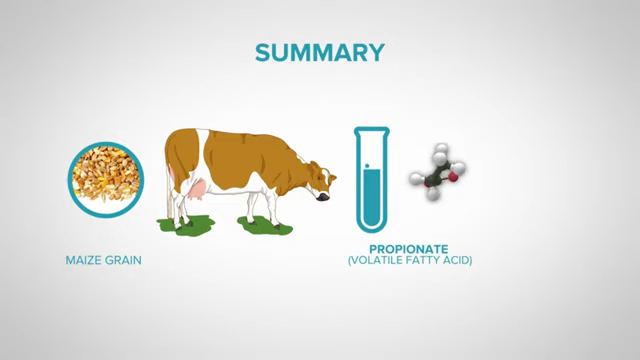 SUMMARY
MAIZE GRAIN
PROPIONATE
(VOLATILE FATTY ACID)